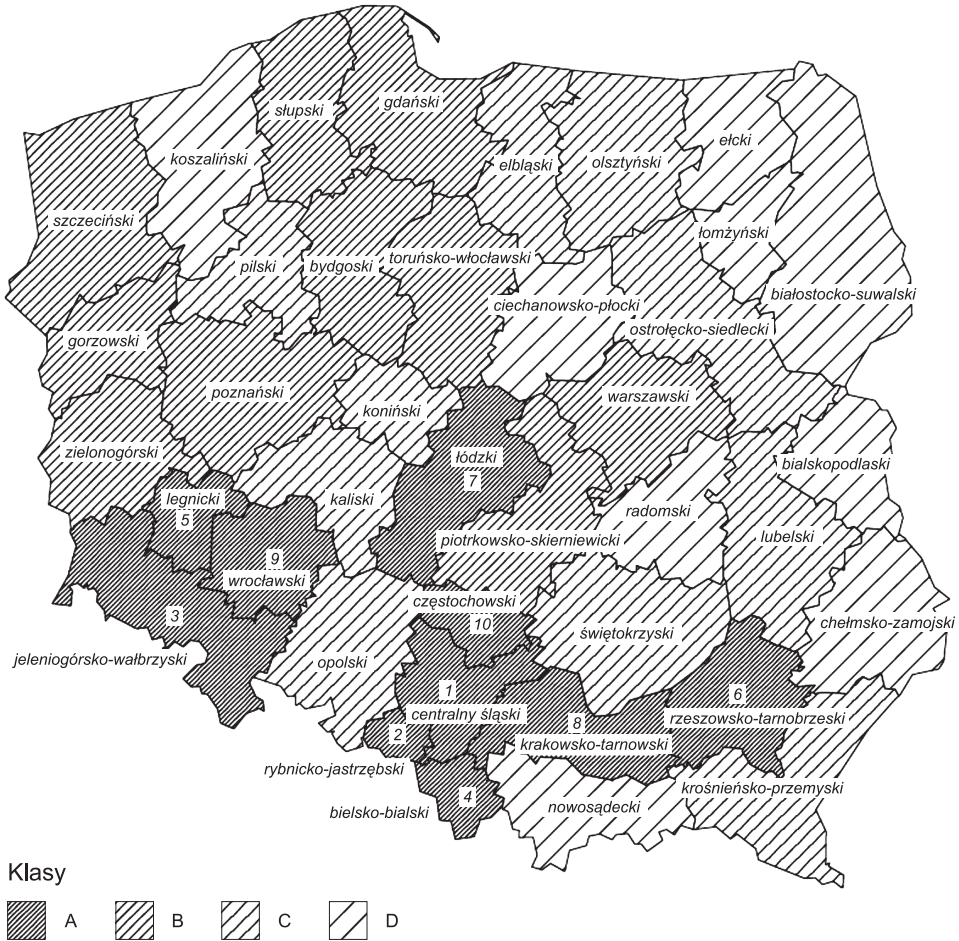 słupski
gdański
koszaliński
elbląski
olsztyński
ełcki
szczeciński
łomżyński
pilski
bydgoski
toruńsko-włocławski
ciechanowsko-płocki
białostocko-suwalski
ostrołęcko-siedlecki
gorzowski
poznański
koniński
warszawski
zielonogórski
łódzki
7
bialskopodlaski
legnicki
5
kaliski
radomski
piotrkowsko-skierniewicki
lubelski
9
wrocławski
częstochowski
10
3
świętokrzyski
chełmsko-zamojski
jeleniogórsko-wałbrzyski
opolski
1
centralny śląski
6
rzeszowsko-tarnobrzeski
2
8
krakowsko-tarnowski
rybnicko-jastrzębski
4
bielsko-bialski
nowosądecki
krośnieńsko-przemyski
Klasy
A B C D